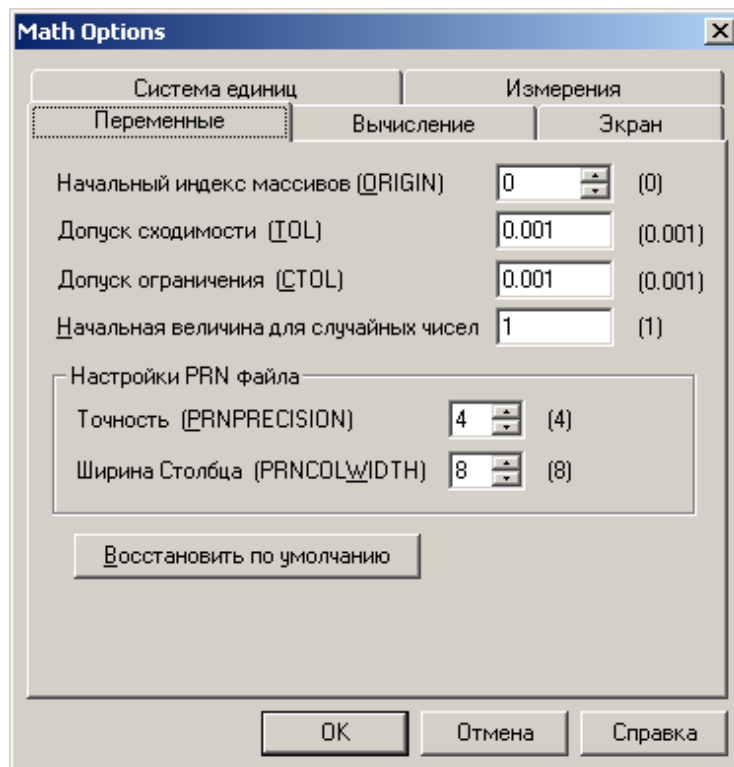 Math Options
Система единиц Измерения
Переменные Вычисление Экран
Начальный индекс массивов (ORIGIN) 0 (0)
Допуск сходимости (TOL) 0.001 (0.001)
Допуск ограничения (CTOL) 0.001 (0.001)
Начальная величина для случайных чисел 1 (1)
Настройки PRN файла
Точность (PRNPRECISION) 4 (4)
Ширина Столбца (PRNCOLWIDTH) 8 (8)
Восстановить по умолчанию
OK Отмена Справка